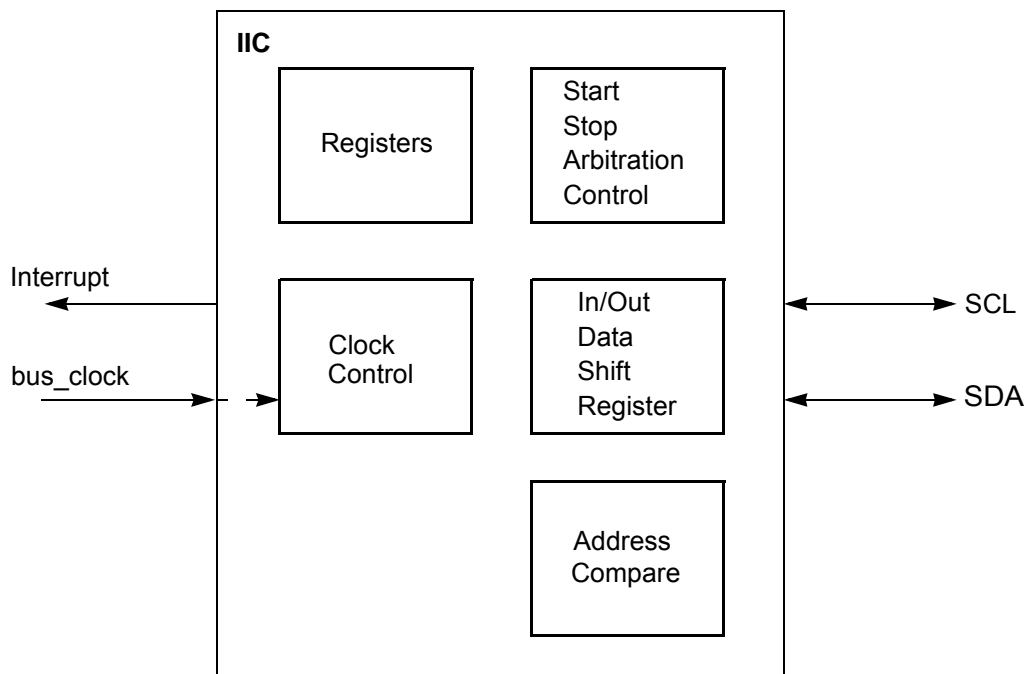 IIC
Registers
Start
Stop
Arbitration
Control
Interrupt
bus_clock
Clock
Control
In/Out
Data
Shift
Register
SCL
SDA
Address
Compare